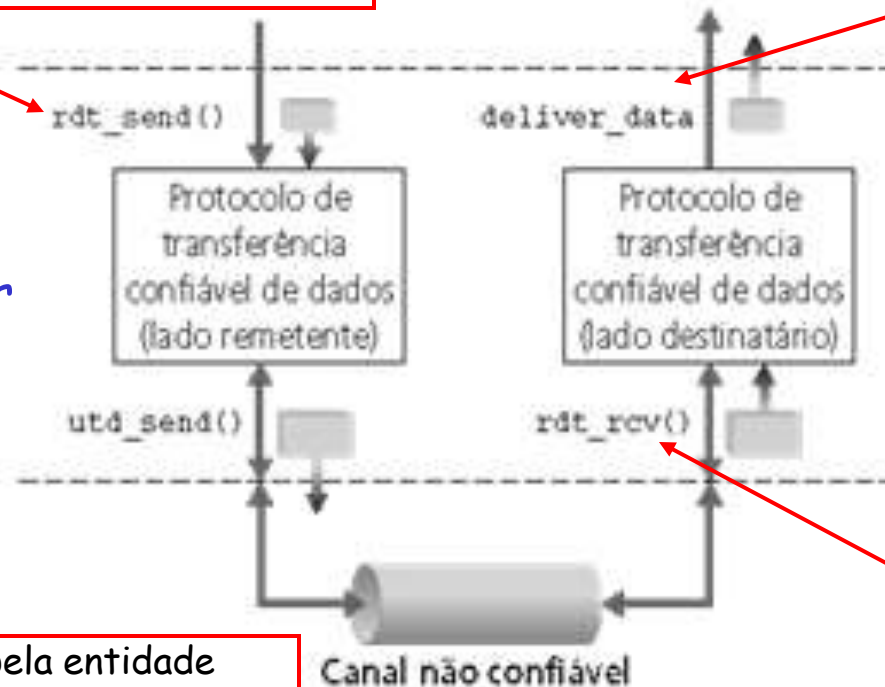 rdt_send()
deliver_data
Protocolo de
transferência
confiável de dados
(lado remetente)
Protocolo de
transferência
confiável de dados
(lado destinatário)
utd_send()
rdt_rcv()
pela entidade
Canal não confiável